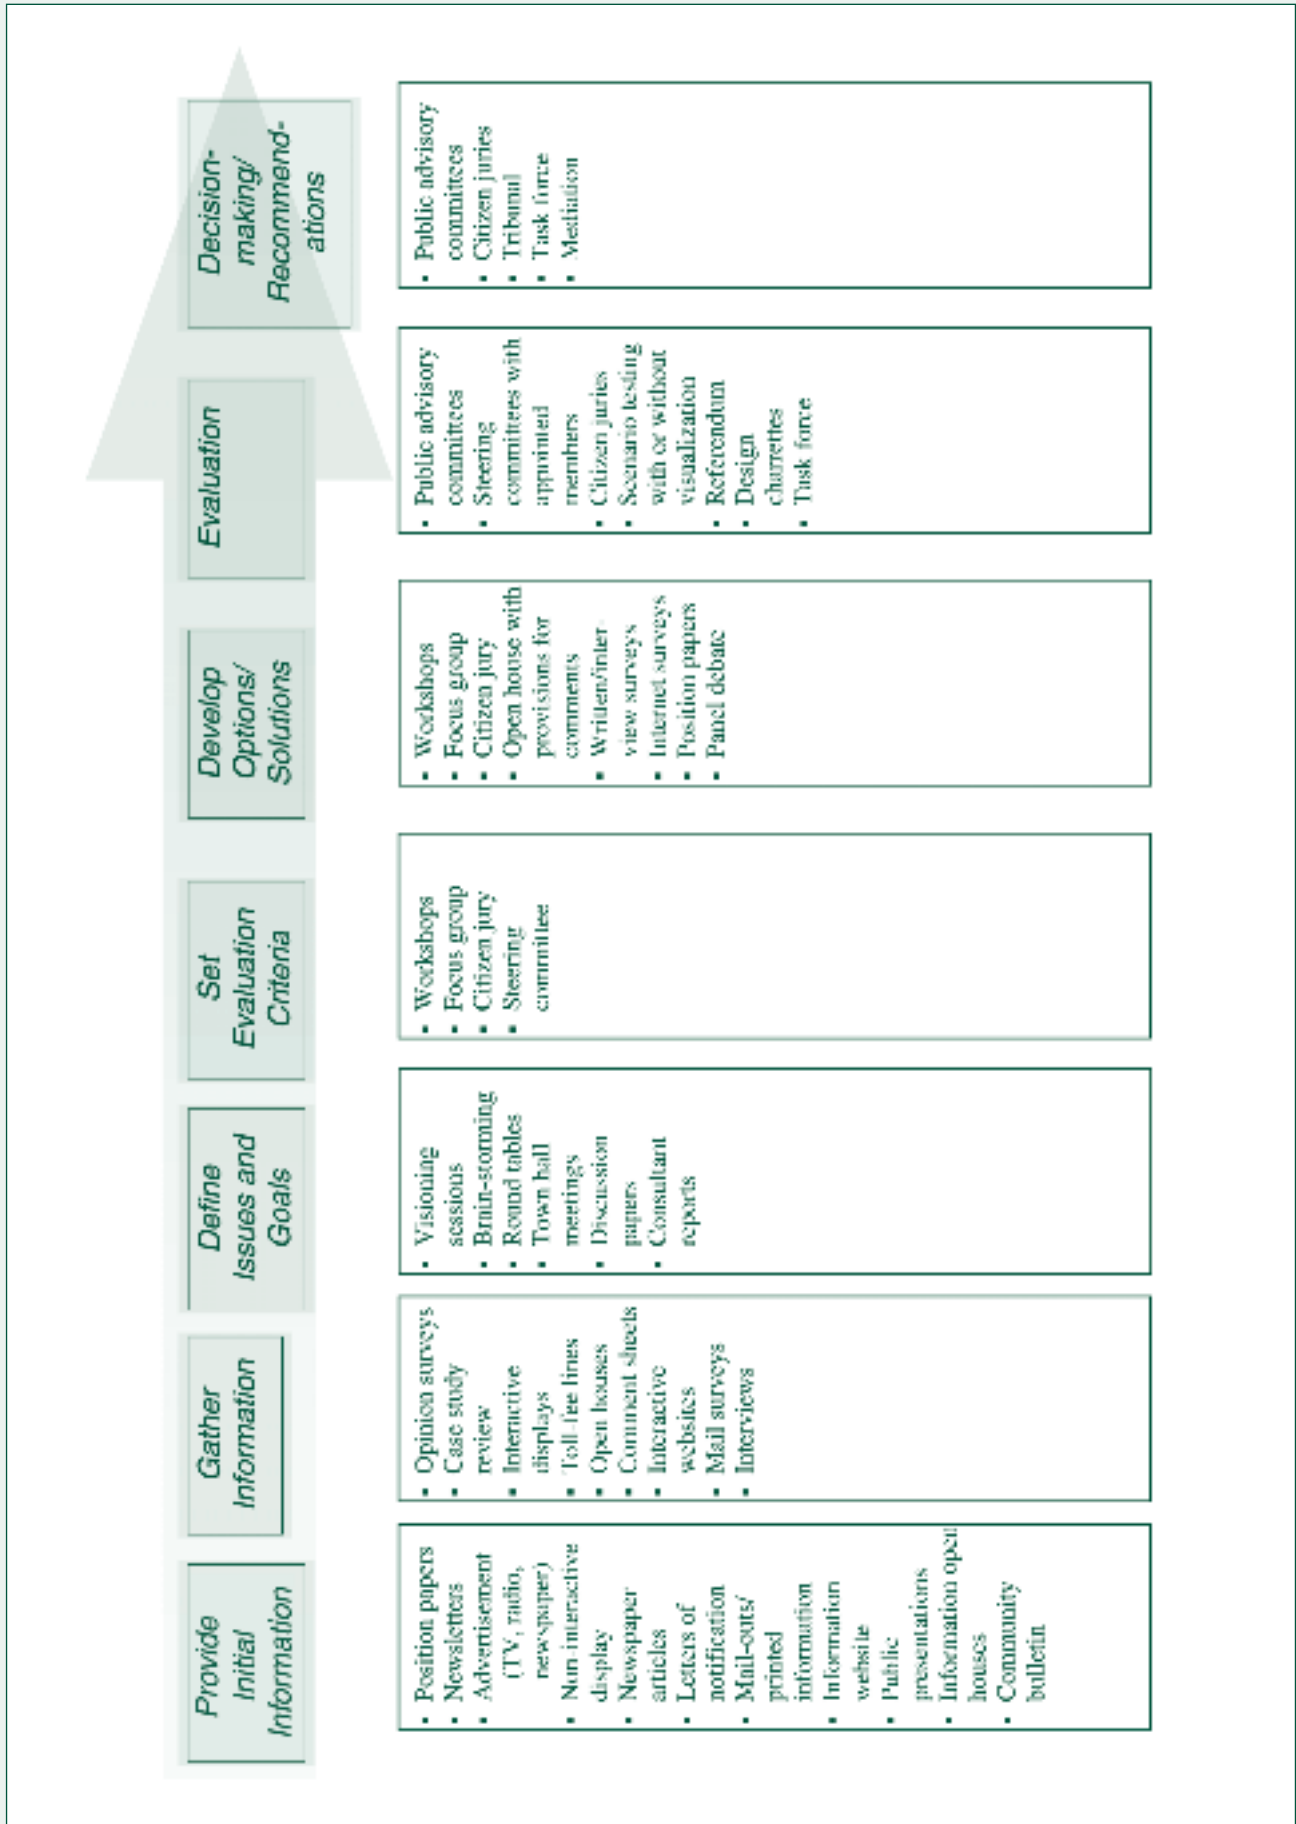 Provide
Initial
Information
Gather
Information
Define
Issues and
Goals
Set
Evaluation
Criteria
Develop
Options/
Solutions
Evaluation
Decision-
making/
Recommend-
ations
• Position papers
• Newsletters
• Advertisement
(TV, radio,
newspaper)
• Non-interactive
display
• Newspaper
articles
• Letters of
notification
• Mail-outs/
printed
information
• Information
website
• Public
presentations
• Information open
houses
• Community
bulletin
• Opinion surveys
• Case study
review
• Interactive
displays
• Toll-fee lines
• Open houses
• Comment sheets
• Interactive
websites
• Mail surveys
• Interviews
• Visioning
sessions
• Brain-storming
• Round tables
• Town hall
meetings
• Discussion
papers
• Consultant
reports
• Workshops
• Focus group
• Citizen jury
• Steering
committee
• Workshops
• Focus group
• Citizen jury
• Open house with
provisions for
comments
• Written/inter-
view surveys
• Internet surveys
• Position papers
• Panel debate
• Public advisory
committees
• Steering
committees with
appointed
members
• Citizen juries
• Scenario testing
with or without
visualization
• Referendum
• Design
charrettes
• Task force
• Public advisory
committees
• Citizen juries
• Tribunal
• Task force
• Mediation